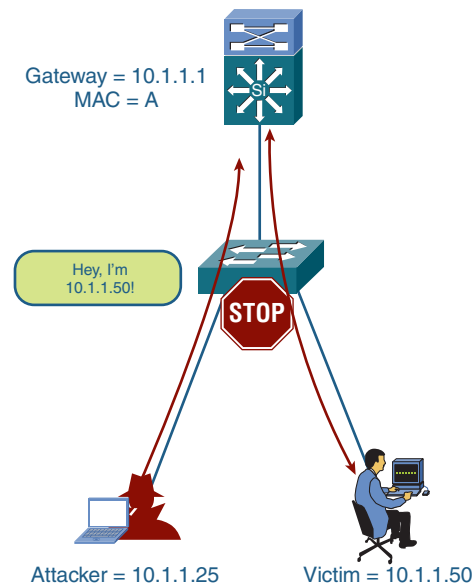 Gateway = 10.1.1.1
MAC = A
Si
Hey, I'm
10.1.1.50!
STOP
Attacker = 10.1.1.25
Victim = 10.1.1.50